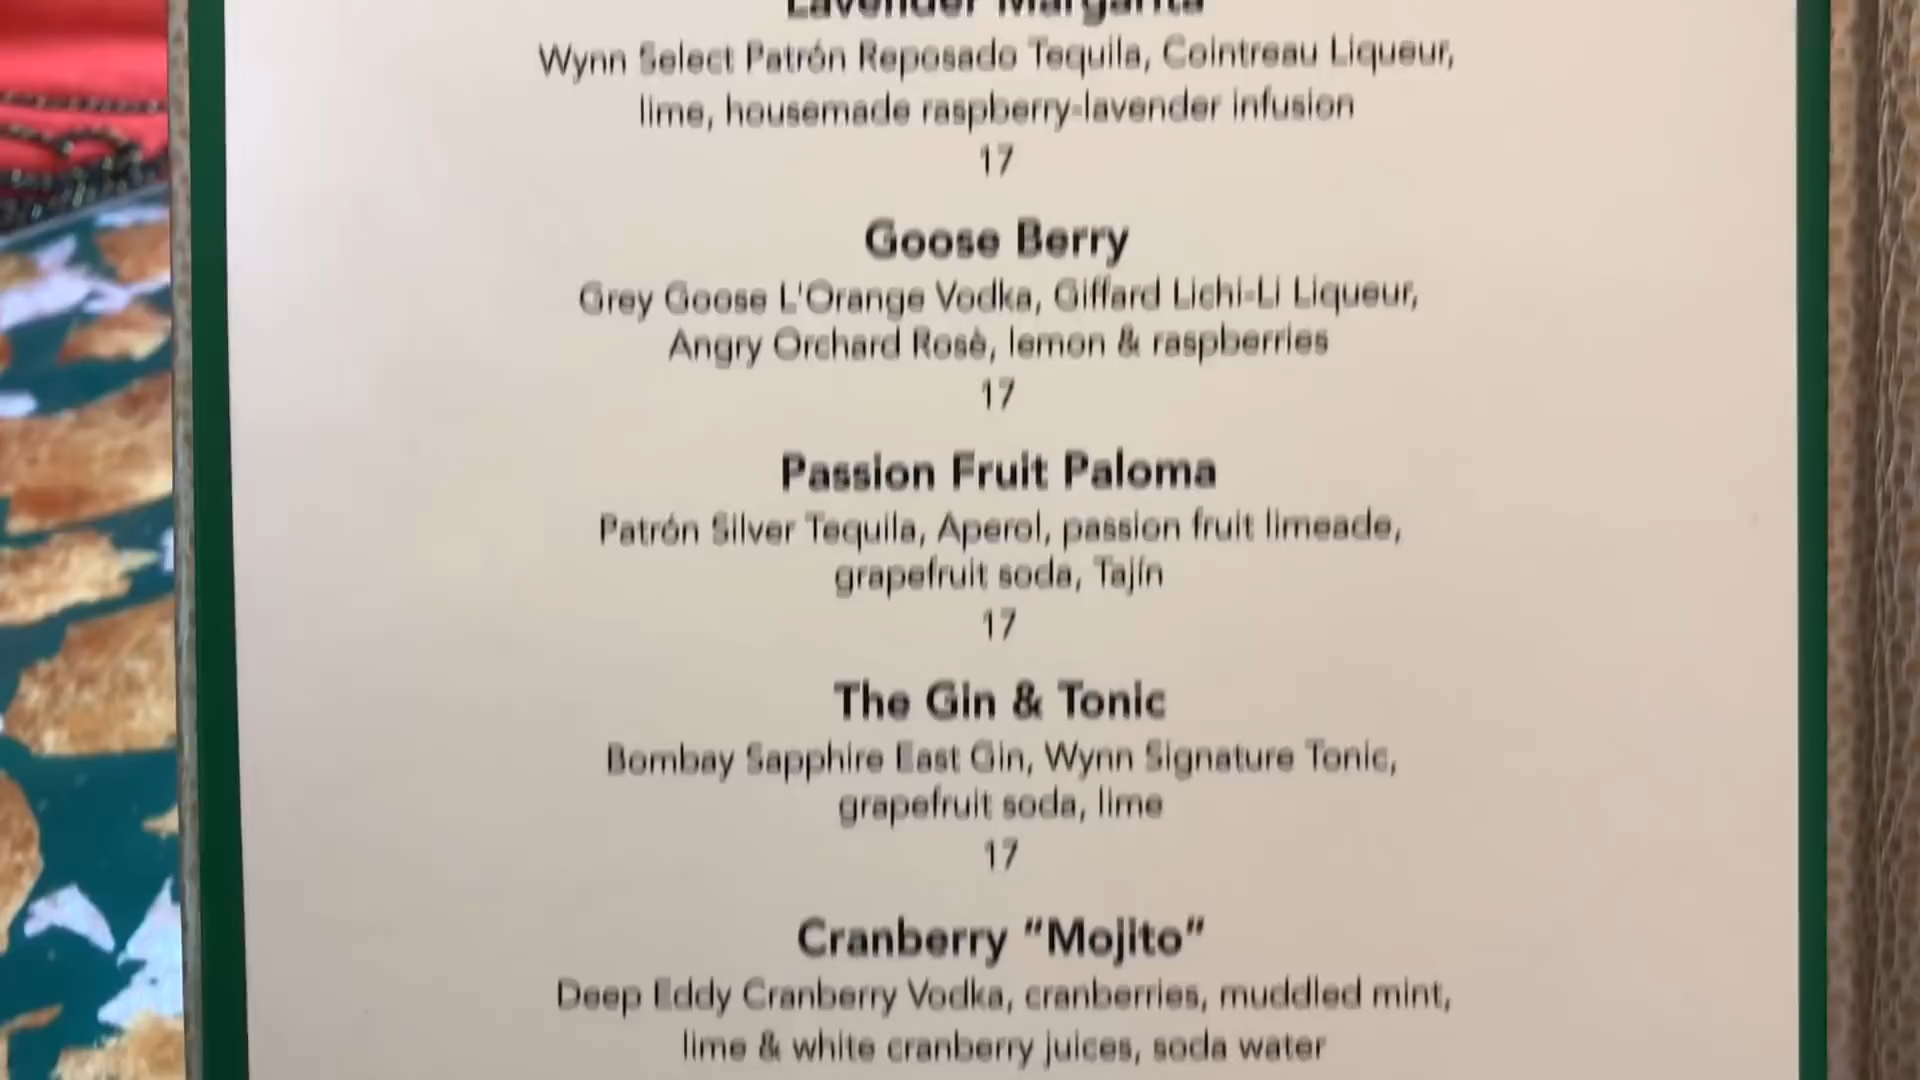 Lavender Margarita
Wynn Select Patrón Reposado Tequila, Cointreau Liqueur,
lime, housemade raspberry-lavender infusion
17
Goose Berry
Grey Goose L'Orange Vodka, Giffard Lichi-Li Liqueur,
Angry Orchard Rosè, lemon & raspberries
17
Passion Fruit Paloma
Patrón Silver Tequila, Aperol, passion fruit limeade,
grapefruit soda, Tajín
17
The Gin & Tonic
Bombay Sapphire East Gin, Wynn Signature Tonic,
grapefruit soda, lime
17
Cranberry “Mojito”
Deep Eddy Cranberry Vodka, cranberries, muddled mint,
lime & white cranberry juices, soda water